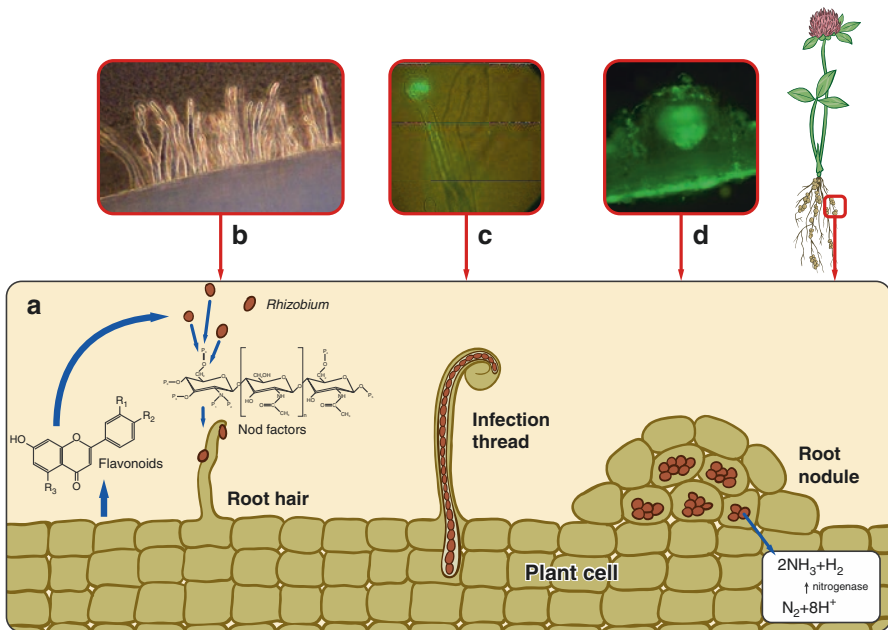 b
c
d
a
Rhizobium
Nod factors
HO
O
O
R1
R2
R3
Flavonoids
Root hair
Infection
thread
Root
nodule
Plant cell
2NH₃+H₂
↑ nitrogenase
N₂+8H⁺